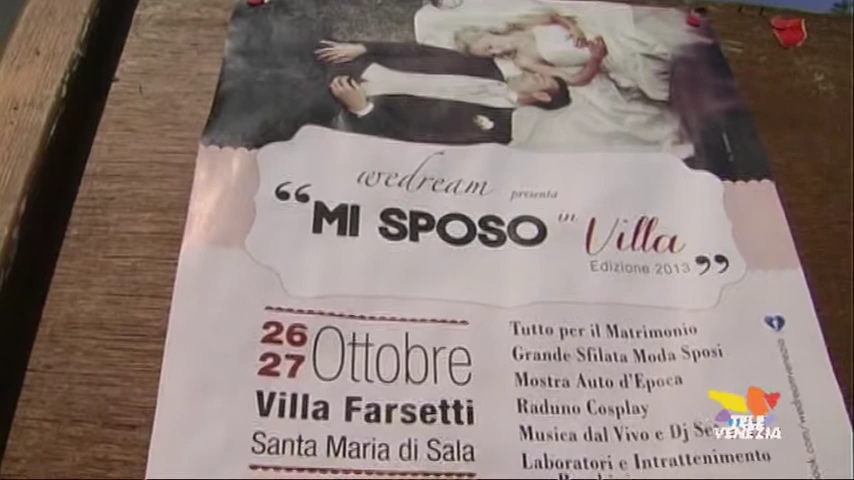 wedream presenta
“MI SPOSO in Villa”
Edizione 2013
26
27 Ottobre
Villa Farsetti
Santa Maria di Sala
Tutto per il Matrimonio
Grande Sfilata Moda Sposi
Mostra Auto d'Epoca
Raduno Cosplay
Musica dal Vivo e Dj
Laboratori e Intrattenimento
TELE
VENEZIA